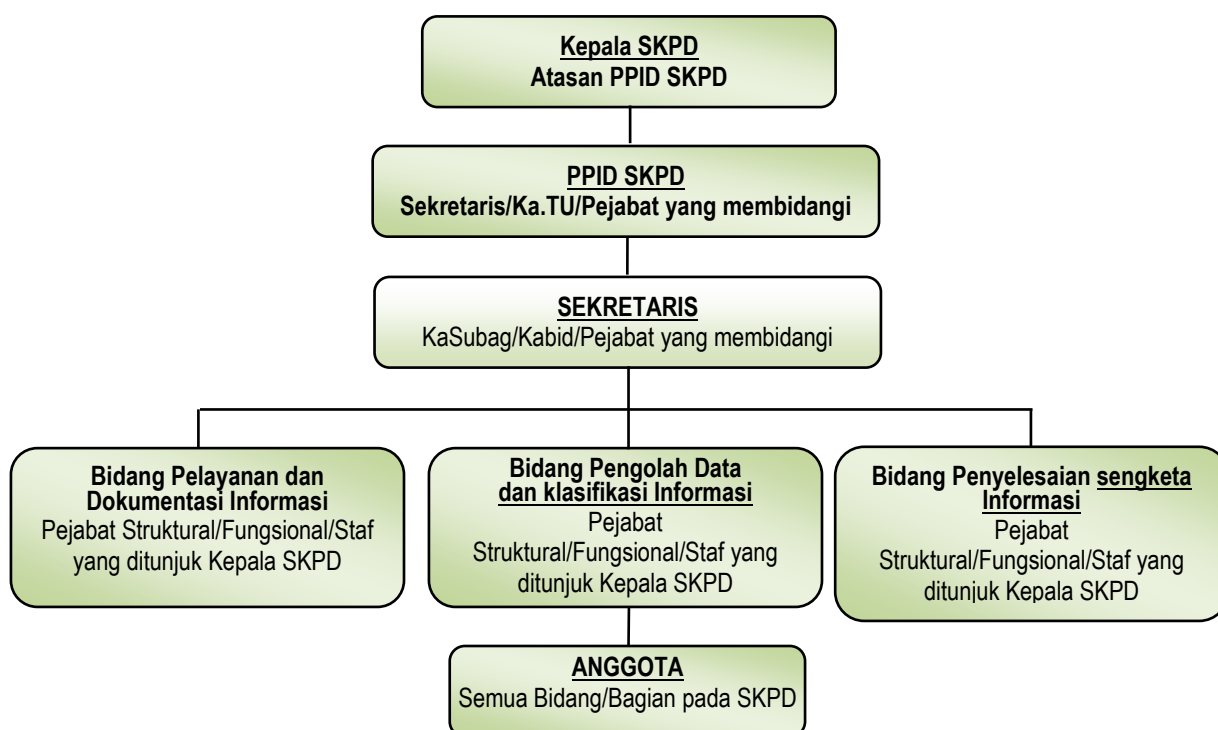 Kepala SKPD
Atasan PPID SKPD
PPID SKPD
Sekretaris/Ka.TU/Pejabat yang membidangi
SEKRETARIS
KaSubag/Kabid/Pejabat yang membidangi
Bidang Pelayanan dan
Dokumentasi Informasi
Pejabat Struktural/Fungsional/Staf
yang ditunjuk Kepala SKPD
Bidang Pengolah Data
dan klasifikasi Informasi
Pejabat
Struktural/Fungsional/Staf yang
ditunjuk Kepala SKPD
Bidang Penyelesaian sengketa
Informasi
Pejabat
Struktural/Fungsional/Staf yang
ditunjuk Kepala SKPD
ANGGOTA
Semua Bidang/Bagian pada SKPD